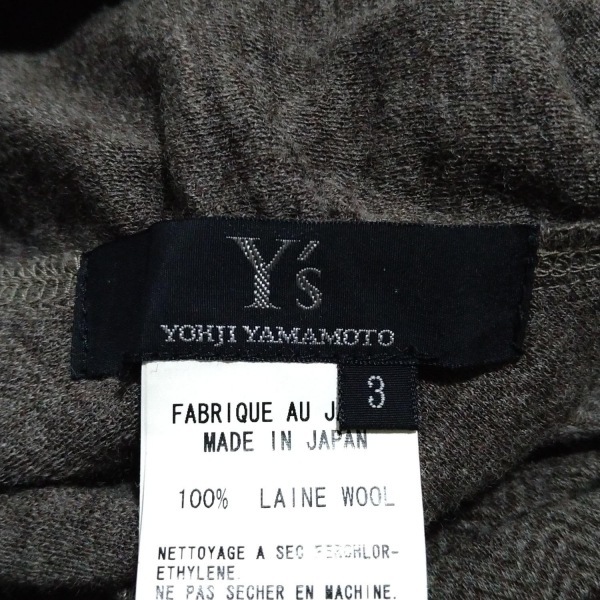 Y's
YOHJI YAMAMOTO
3
FABRIQUE AU J
MADE IN JAPAN
100% LAINE WOOL
NETTOYAGE A SEC PERCHLOR-
ETHYLENE.
NE PAS SECHER EN MACHINE.